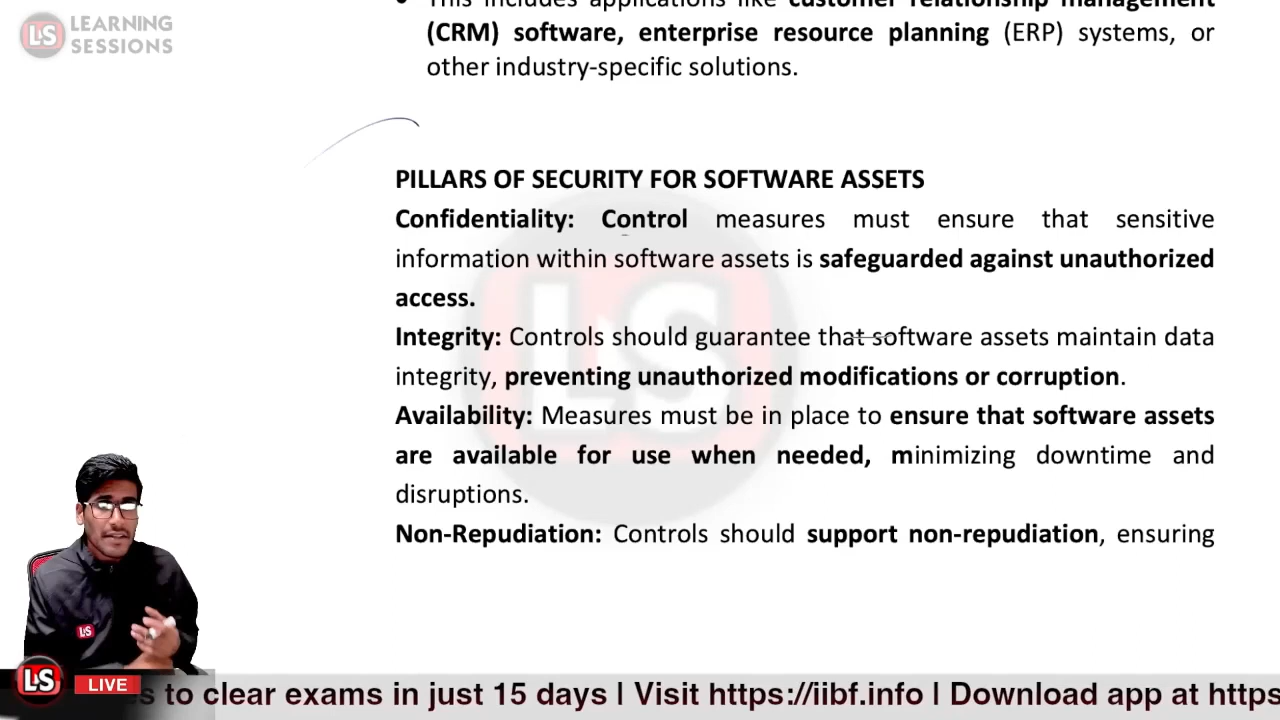 LEARNING
SESSIONS
LS
This includes applications like customer relationship management
(CRM) software, enterprise resource planning (ERP) systems, or
other industry-specific solutions.
PILLARS OF SECURITY FOR SOFTWARE ASSETS
Confidentiality: Control measures must ensure that sensitive
information within software assets is safeguarded against unauthorized
access.
Integrity: Controls should guarantee that software assets maintain data
integrity, preventing unauthorized modifications or corruption.
Availability: Measures must be in place to ensure that software assets
are available for use when needed, minimizing downtime and
disruptions.
Non-Repudiation: Controls should support non-repudiation, ensuring
LS
LS
LS
LIVE
s to clear exams in just 15 days | Visit https://iibf.info | Download app at https